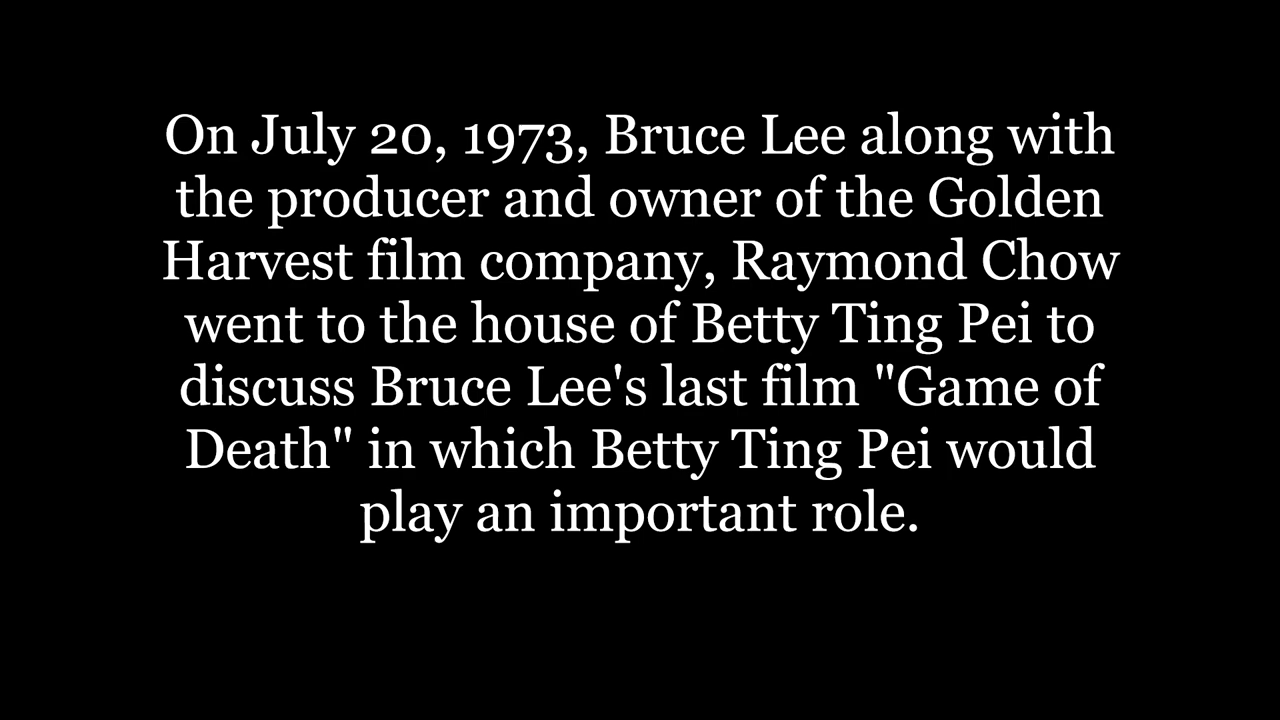 On July 20, 1973, Bruce Lee along with
the producer and owner of the Golden
Harvest film company, Raymond Chow
went to the house of Betty Ting Pei to
discuss Bruce Lee's last film "Game of
Death" in which Betty Ting Pei would
play an important role.